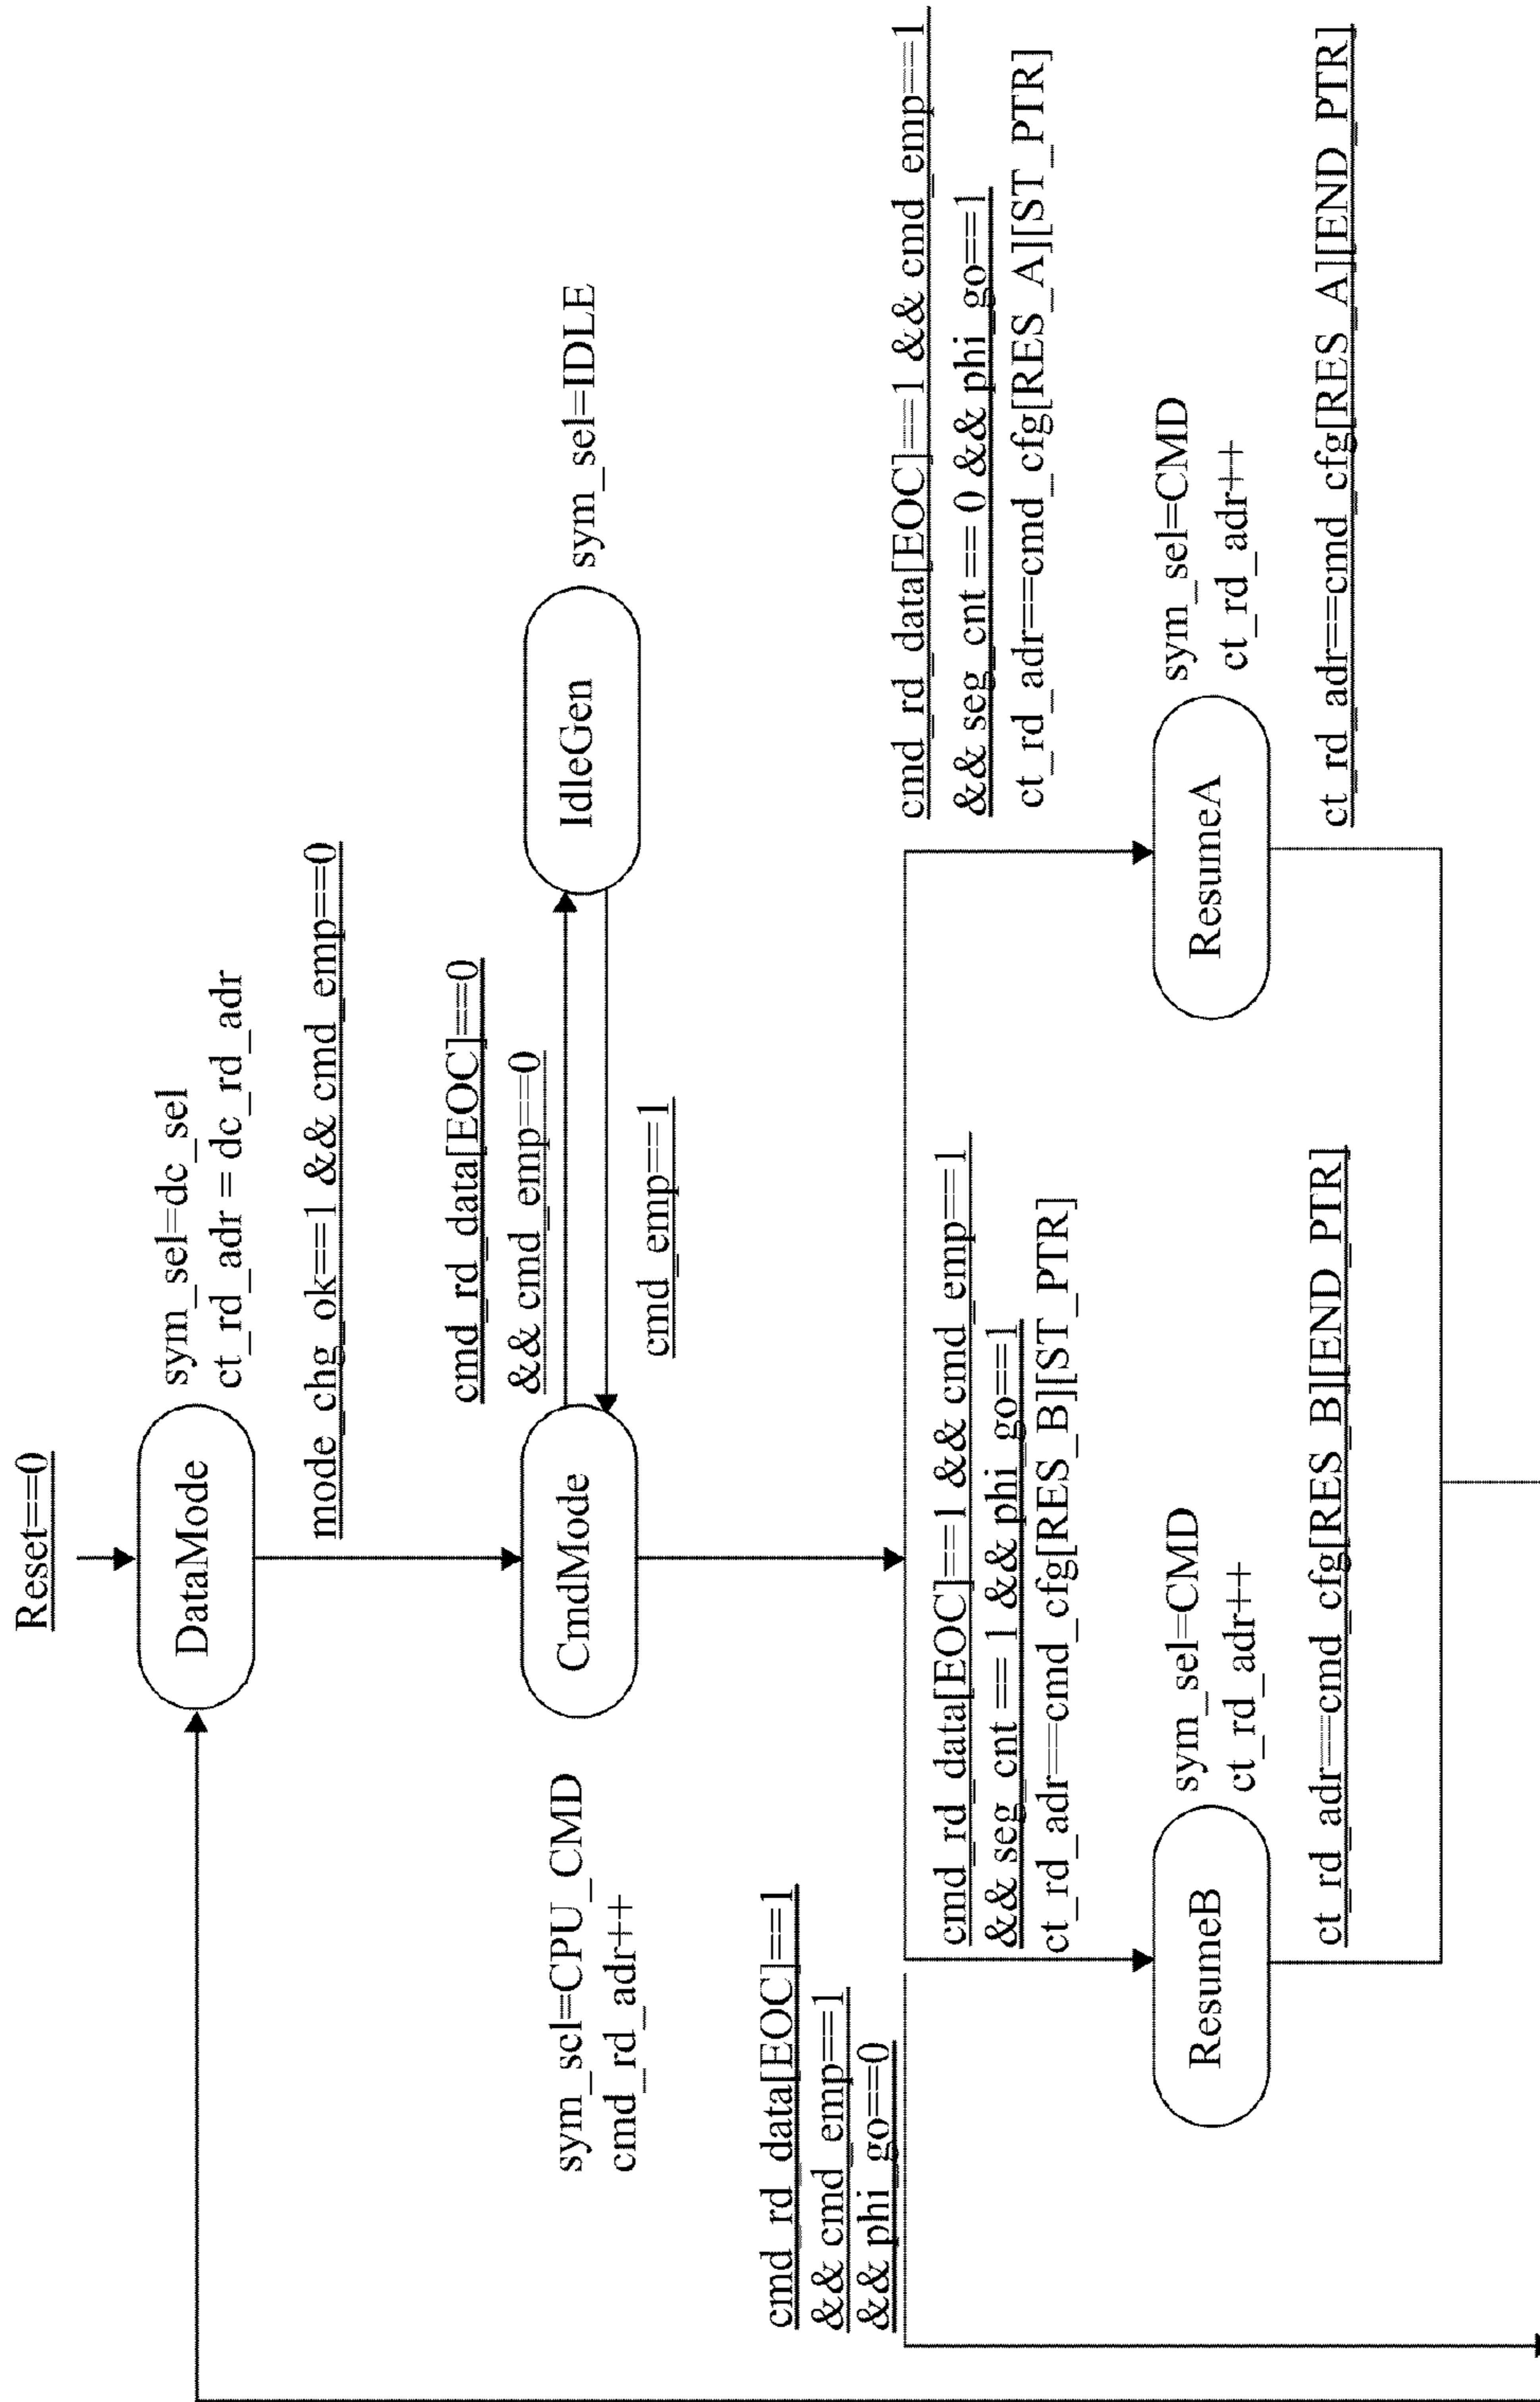 Reset==0
DataMode
sym_sel=dc_sel
ct_rd_adr = dc_rd_adr
mode_chg_ok==1 && cmd_emp==0
sym_scl=CPU_CMD
cmd_rd_adr++
CmdMode
cmd_rd_data[EOC]==0
&& cmd_emp==0
cmd_emp==1
IdleGen
sym_sel=IDLE
cmd_rd_data[EOC]==1
&& cmd_emp==1
&& phi_go==0
cmd_rd_data[EOC]==1 && cmd_emp==1
&& seg_cnt == 1 && phi_go==1
ct_rd_adr==cmd_cfg[RES_B][ST_PTR]
cmd_rd_data[EOC]==1 && cmd_emp==1
&& seg_cnt == 0 && phi_go==1
ct_rd_adr==cmd_cfg[RES_A][ST_PTR]
ResumeB
sym_sel=CMD
ct_rd_adr++
ResumeA
sym_sel=CMD
ct_rd_adr++
ct_rd_adr==cmd_cfg[RES_B][END_PTR]
ct_rd_adr==cmd_cfg[RES_A][END_PTR]